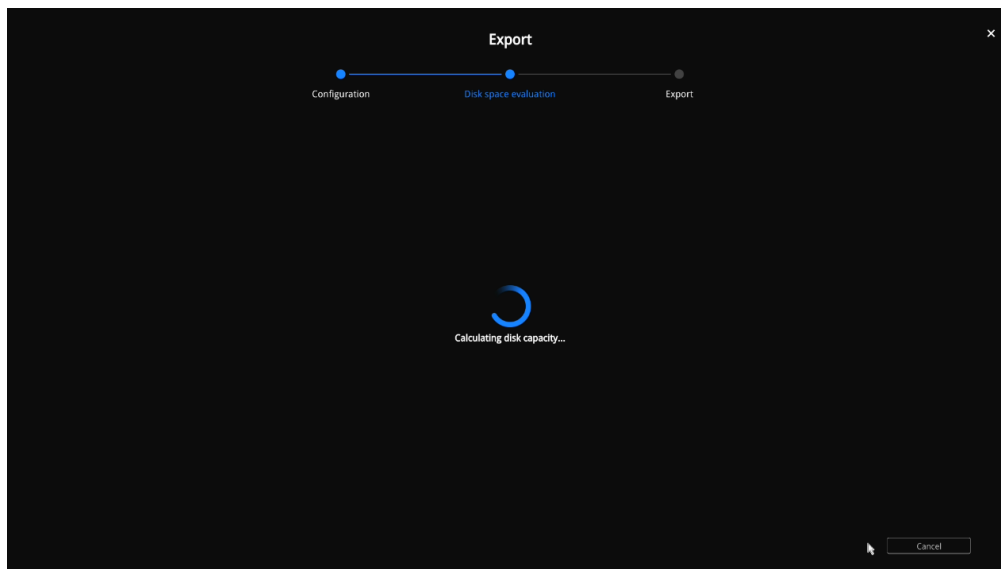 Export
Configuration
Disk space evaluation
Export
Calculating disk capacity...
Cancel